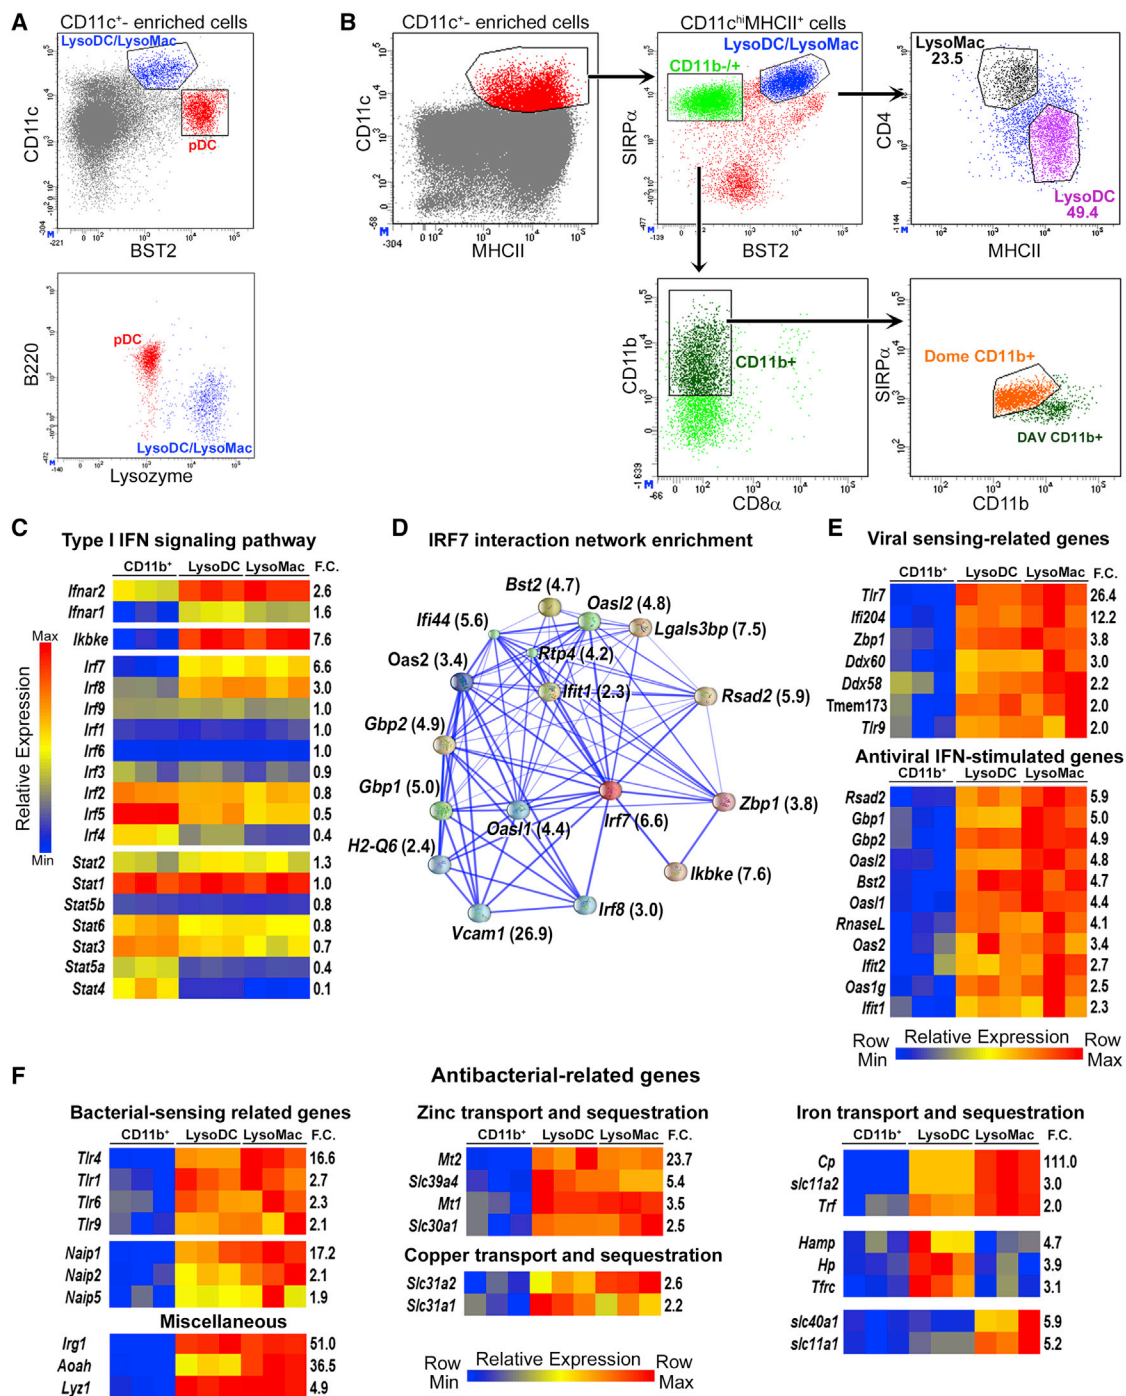 A
CD11c⁺- enriched cells
LysoDC/LysoMac
pDC
CD11c
BST2
pDC
LysoDC/LysoMac
B220
Lysozyme
B
CD11c⁺- enriched cells
CD11c
MHCII
CD11c^hiMHCII⁺ cells
LysoDC/LysoMac
CD11b-/+
SIRPα
BST2
LysoMac
23.5
LysoDC
49.4
CD4
MHCII
CD11b+
CD11b
CD8α
Dome CD11b+
DAV CD11b+
SIRPα
CD11b
C
Type I IFN signaling pathway
CD11b⁺ LysoDC LysoMac F.C.
Ifnar2 2.6
Ifnar1 1.6
Ikbke 7.6
Irf7 6.6
Irf8 3.0
Irf9 1.0
Irf1 1.0
Irf6 1.0
Irf3 0.9
Irf2 0.8
Irf5 0.5
Irf4 0.4
Stat2 1.3
Stat1 1.0
Stat5b 0.8
Stat6 0.8
Stat3 0.7
Stat5a 0.4
Stat4 0.1
Max
Relative Expression
Min
D
IRF7 interaction network enrichment
Bst2 (4.7)
Oasl2 (4.8)
Ifi44 (5.6)
Lgals3bp (7.5)
Rtp4 (4.2)
Oas2 (3.4)
Ifit1 (2.3)
Rsad2 (5.9)
Gbp2 (4.9)
Gbp1 (5.0)
Zbp1 (3.8)
Oasl1 (4.4)
Irf7 (6.6)
H2-Q6 (2.4)
Ikbke (7.6)
Irf8 (3.0)
Vcam1 (26.9)
E
Viral sensing-related genes
CD11b⁺ LysoDC LysoMac F.C.
Tlr7 26.4
Ifi204 12.2
Zbp1 3.8
Ddx60 3.0
Ddx58 2.2
Tmem173 2.0
Tlr9 2.0
Antiviral IFN-stimulated genes
CD11b⁺ LysoDC LysoMac F.C.
Rsad2 5.9
Gbp1 5.0
Gbp2 4.9
Oasl2 4.8
Bst2 4.7
Oasl1 4.4
RnaseL 4.1
Oas2 3.4
Ifit2 2.7
Oas1g 2.5
Ifit1 2.3
Row Min Relative Expression Row Max
F
Antibacterial-related genes
Bacterial-sensing related genes
CD11b⁺ LysoDC LysoMac F.C.
Tlr4 16.6
Tlr1 2.7
Tlr6 2.3
Tlr9 2.1
Naip1 17.2
Naip2 2.1
Naip5 1.9
Miscellaneous
Irg1 51.0
Aoah 36.5
Lyz1 4.9
Zinc transport and sequestration
CD11b⁺ LysoDC LysoMac F.C.
Mt2 23.7
Slc39a4 5.4
Mt1 3.5
Slc30a1 2.5
Copper transport and sequestration
Slc31a2 2.6
Slc31a1 2.2
Row Min Relative Expression Row Max
Iron transport and sequestration
CD11b⁺ LysoDC LysoMac F.C.
Cp 111.0
slc11a2 3.0
Trf 2.0
Hamp 4.7
Hp 3.9
Tfrc 3.1
slc40a1 5.9
slc11a1 5.2